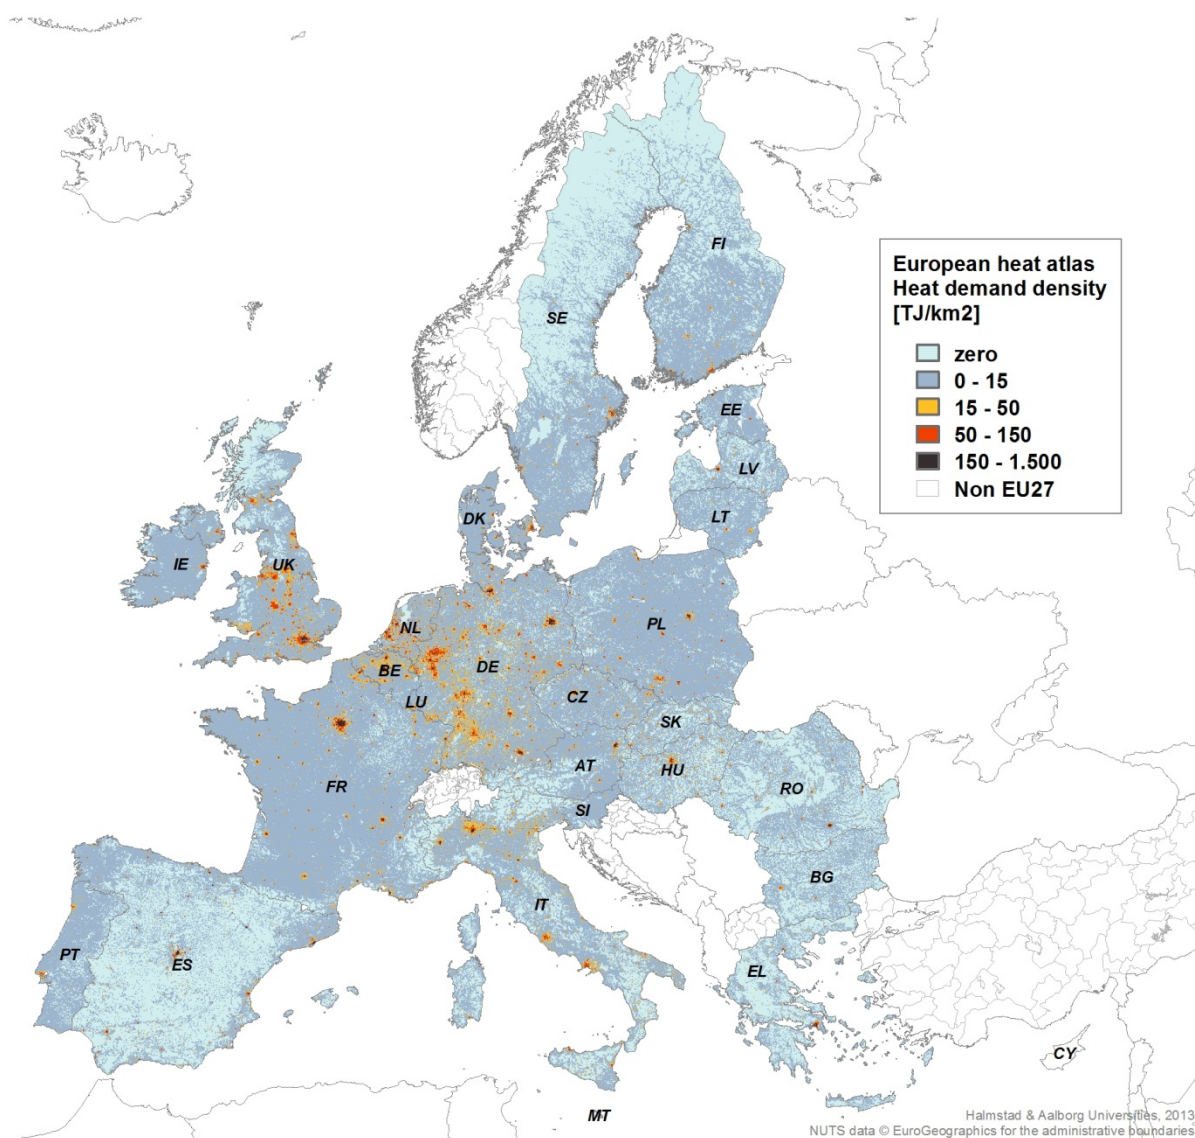 FI
European heat atlas
Heat demand density
[TJ/km2]
zero
0 - 15
15 - 50
50 - 150
150 - 1.500
Non EU27
SE
EE
LV
LT
DK
IE
UK
NL
PL
BE
DE
LU
CZ
SK
AT
HU
FR
SI
RO
BG
IT
PT
ES
EL
CY
MT
Halmstad & Aalborg Universities, 2013
NUTS data © EuroGeographics for the administrative boundaries